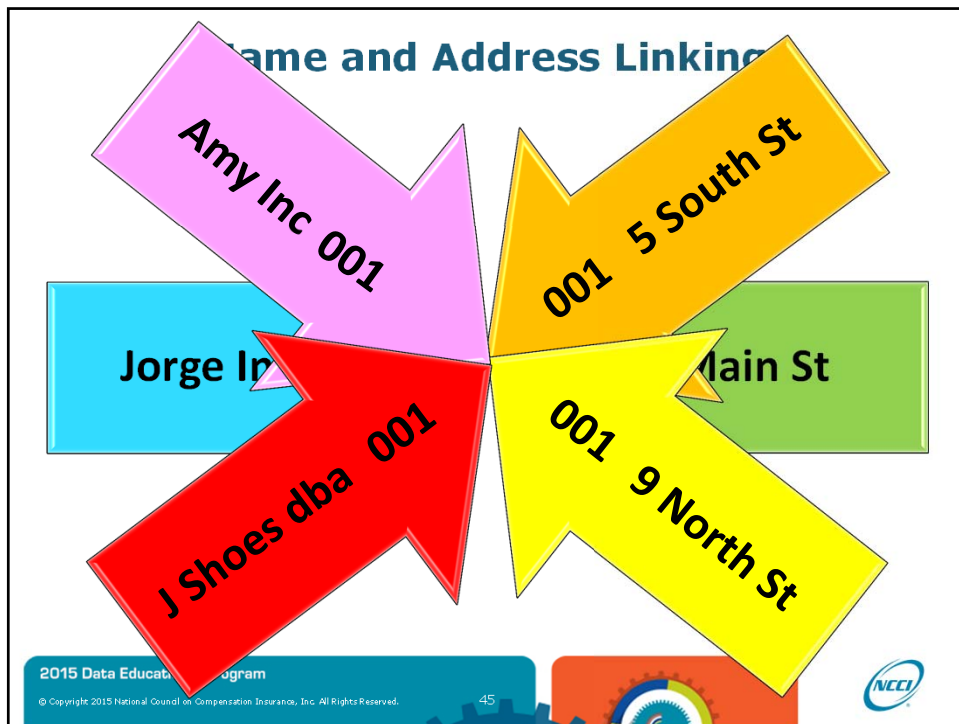 ame and Address Linking
Amy Inc 001
001 5 South St
Jorge In
Main St
J Shoes dba 001
001 9 North St
2015 Data Educat ogram
© Copyright 2015 National Council on Compensation Insurance, Inc. All Rights Reserved.
45
NCCI